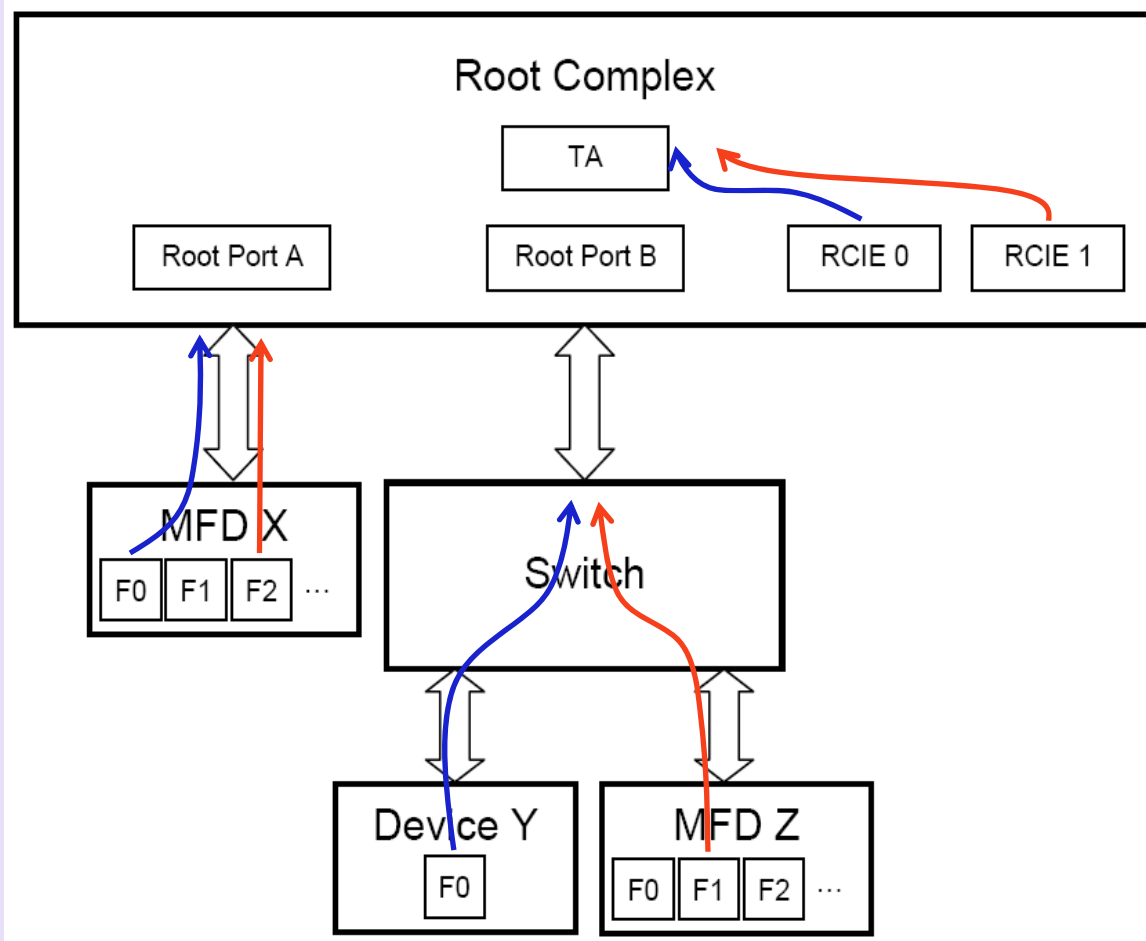 Root Complex
TA
Root Port A
Root Port B
RCIE 0
RCIE 1
MFD X
F0 F1 F2 ...
Switch
Device Y
F0
MFD Z
F0 F1 F2 ...